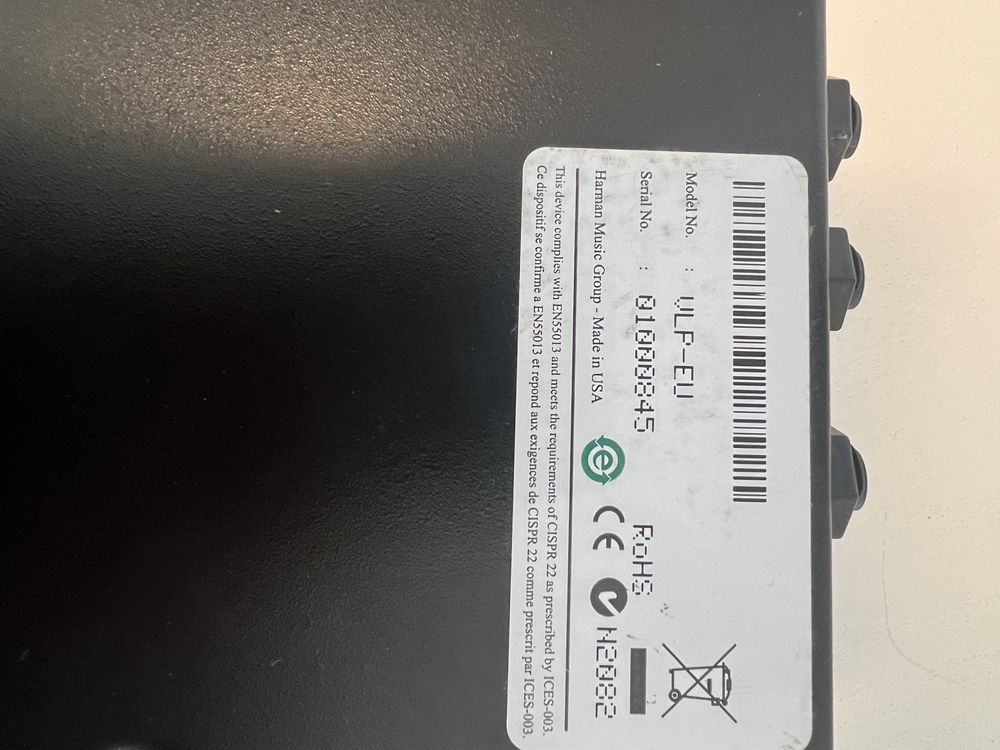 Model No. : VLP-EU
Serial No. : 01000845 RoHS
Harman Music Group - Made in USA e CE N2082
This device complies with EN55013 and meets the requirements of CISPR 22 as prescribed by ICES-003.
Ce dispositif se confirme a EN55013 et repond aux exigences de CISPR 22 comme prescrit par ICES-003.